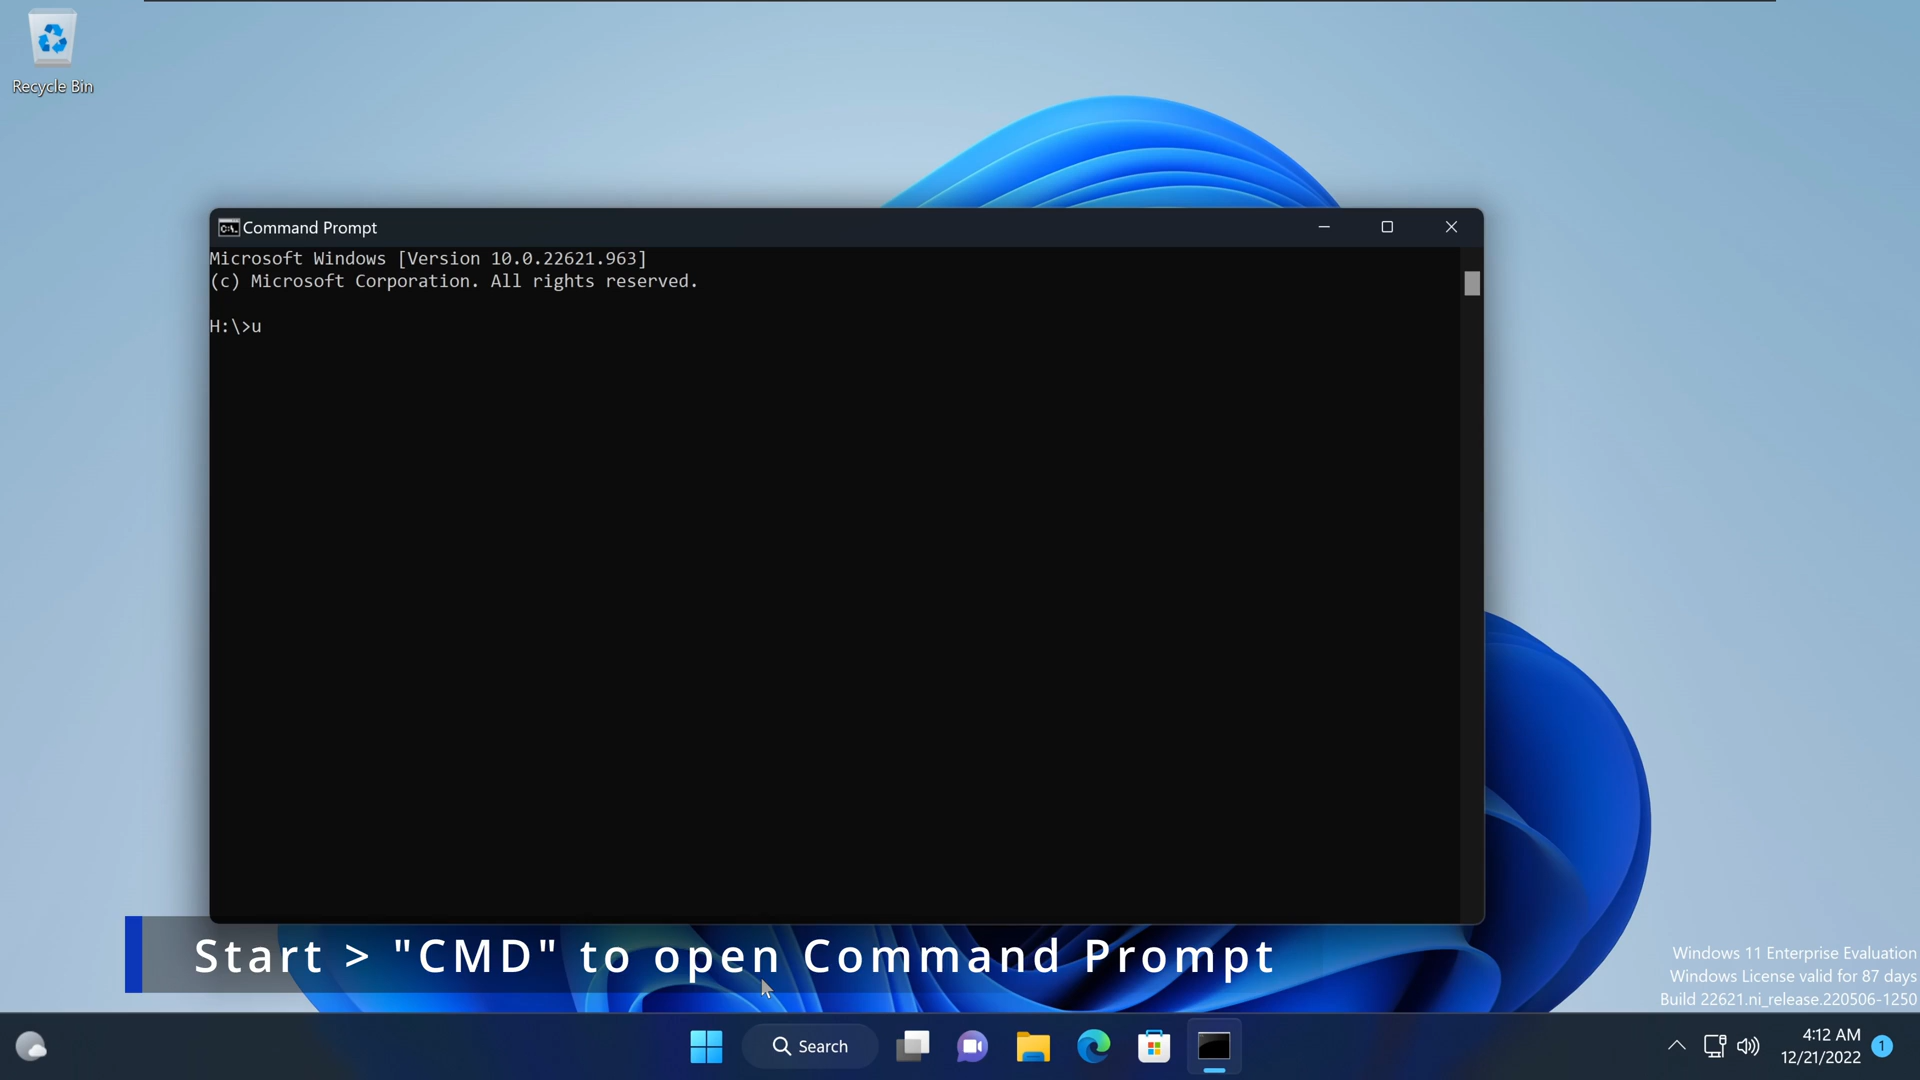 Recycle Bin
Command Prompt
Microsoft Windows [Version 10.0.22621.963]
(c) Microsoft Corporation. All rights reserved.
H:\>u
Start > "CMD" to open Command Prompt
Windows 11 Enterprise Evaluation
Windows License valid for 87 days
Build 22621.ni_release.220506-1250
Search
4:12 AM
12/21/2022
1